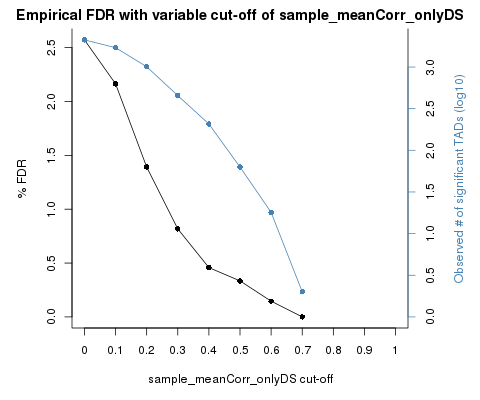 Empirical FDR with variable cut-off of sample_meanCorr_onlyDS
% FDR
2.5
2.0
1.5
1.0
0.5
0.0
3.0
2.5
2.0
1.5
1.0
0.5
0.0
Observed # of significant TADs (log10)
0 0.1 0.2 0.3 0.4 0.5 0.6 0.7 0.8 0.9 1
sample_meanCorr_onlyDS cut-off